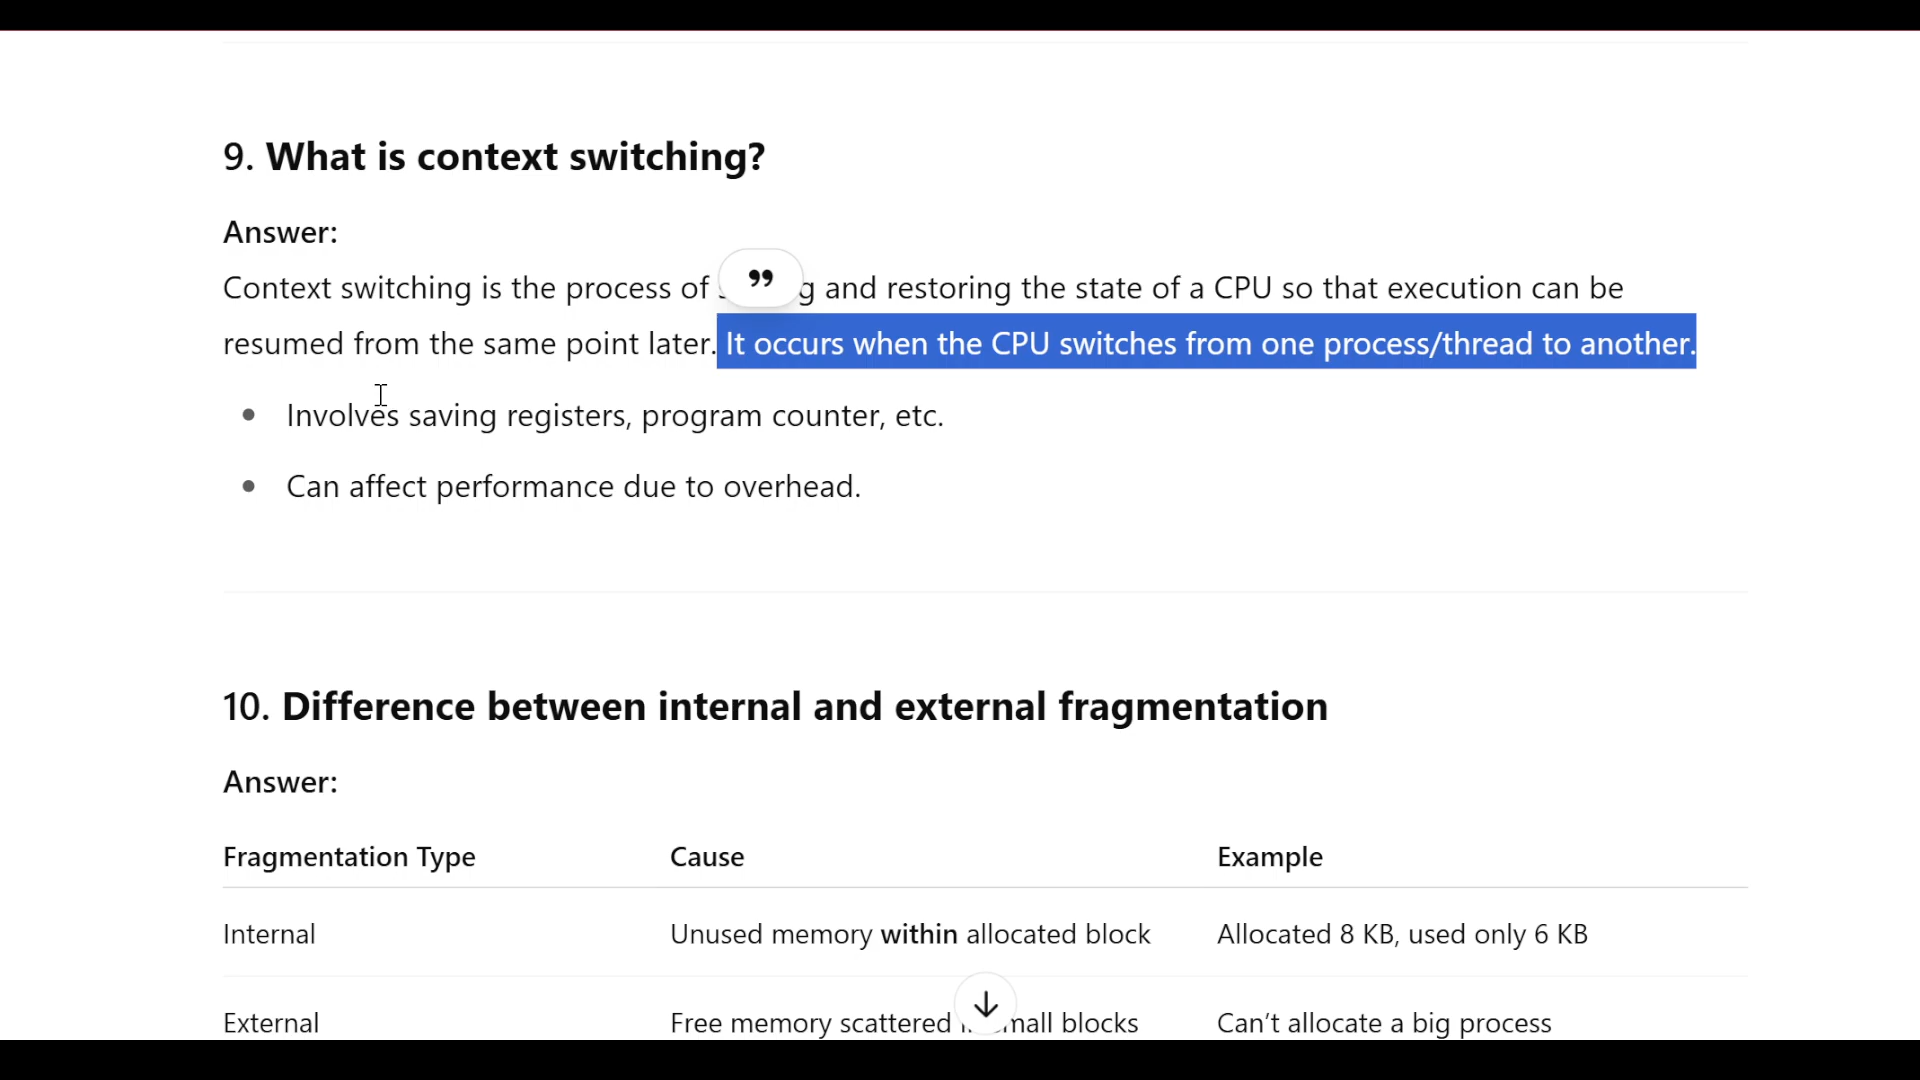 9. What is context switching?
Answer:
Context switching is the process of and restoring the state of a CPU so that execution can be
resumed from the same point later. It occurs when the CPU switches from one process/thread to another.
• Involves saving registers, program counter, etc.
• Can affect performance due to overhead.
10. Difference between internal and external fragmentation
Answer:
Fragmentation Type Cause Example
Internal Unused memory within allocated block Allocated 8 KB, used only 6 KB
External Free memory scattered small blocks Can't allocate a big process